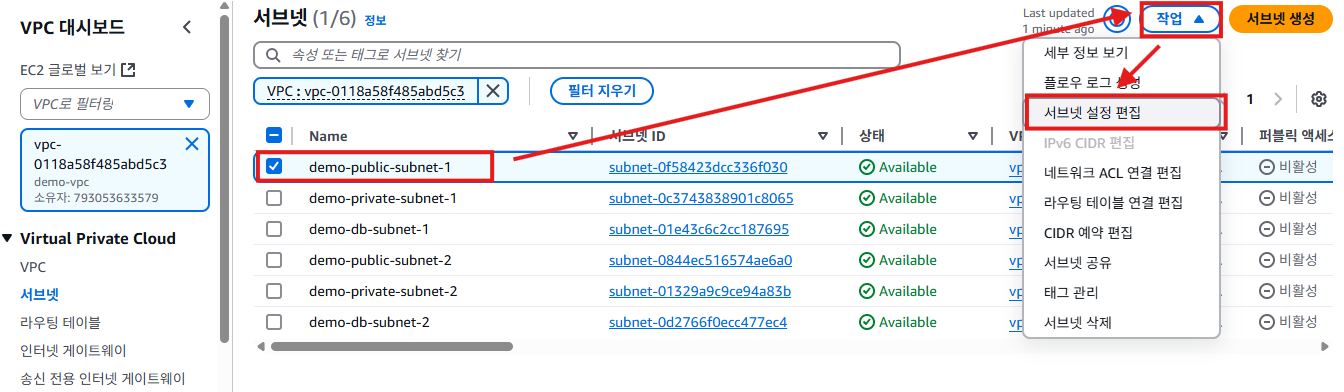 VPC 대시보드
EC2 글로벌 보기
VPC로 필터링
vpc-
0118a58f485abd5c3
demo-vpc
소유자: 793053633579
Virtual Private Cloud
VPC
서브넷
라우팅 테이블
인터넷 게이트웨이
송신 전용 인터넷 게이트웨이
서브넷 (1/6) 정보
Last updated
1 minute ago
작업
서브넷 생성
속성 또는 태그로 서브넷 찾기
VPC : vpc-0118a58f485abd5c3
필터 지우기
1
세부 정보 보기
플로우 로그 생성
서브넷 설정 편집
IPv6 CIDR 편집
네트워크 ACL 연결 편집
라우팅 테이블 연결 편집
CIDR 예약 편집
서브넷 공유
태그 관리
서브넷 삭제
Name 서브넷 ID 상태 퍼블릭 액세스
demo-public-subnet-1 subnet-0f58423dcc336f030 Available 비활성
demo-private-subnet-1 subnet-0c3743838901c8065 Available 비활성
demo-db-subnet-1 subnet-01e43c6c2cc187695 Available 비활성
demo-public-subnet-2 subnet-0844ec516574ae6a0 Available 비활성
demo-private-subnet-2 subnet-01329a9c9ce94a83b Available 비활성
demo-db-subnet-2 subnet-0d2766f0ecc477ec4 Available 비활성